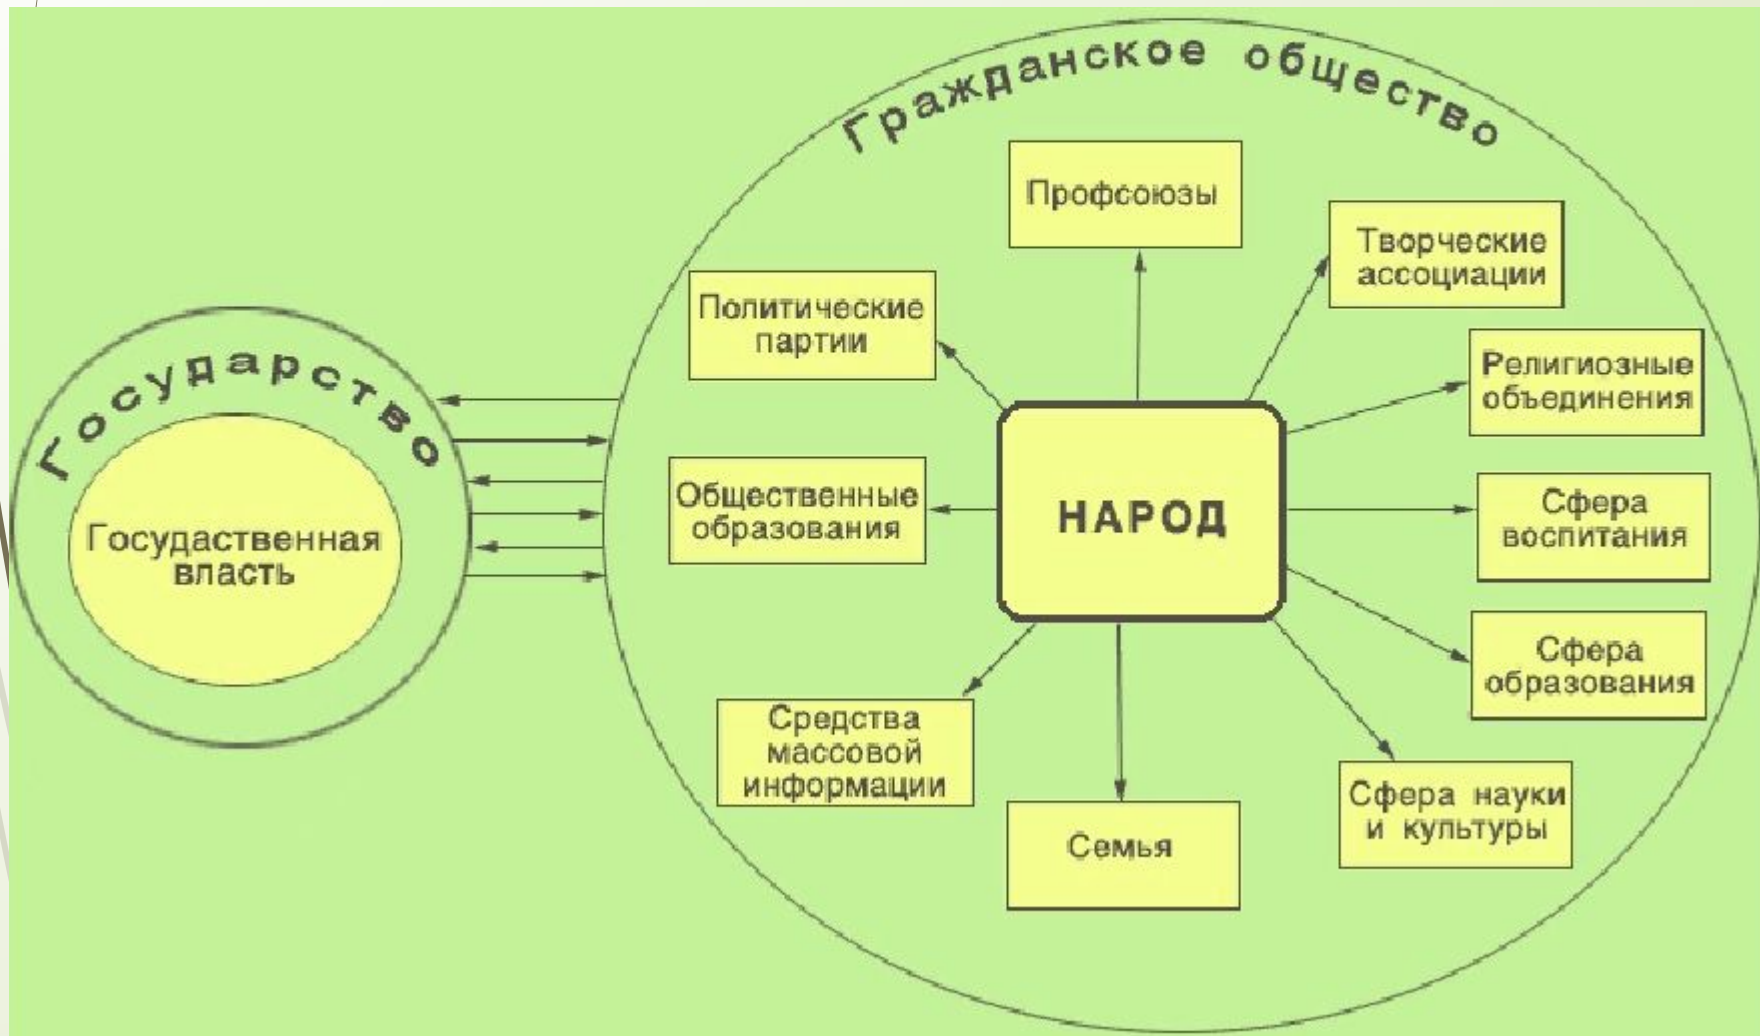 Государство
Государственная
власть
Гражданское общество
Профсоюзы
Творческие
ассоциации
Политические
партии
Религиозные
объединения
Общественные
образования
НАРОД
Сфера
воспитания
Сфера
образования
Средства
массовой
информации
Семья
Сфера науки
и культуры